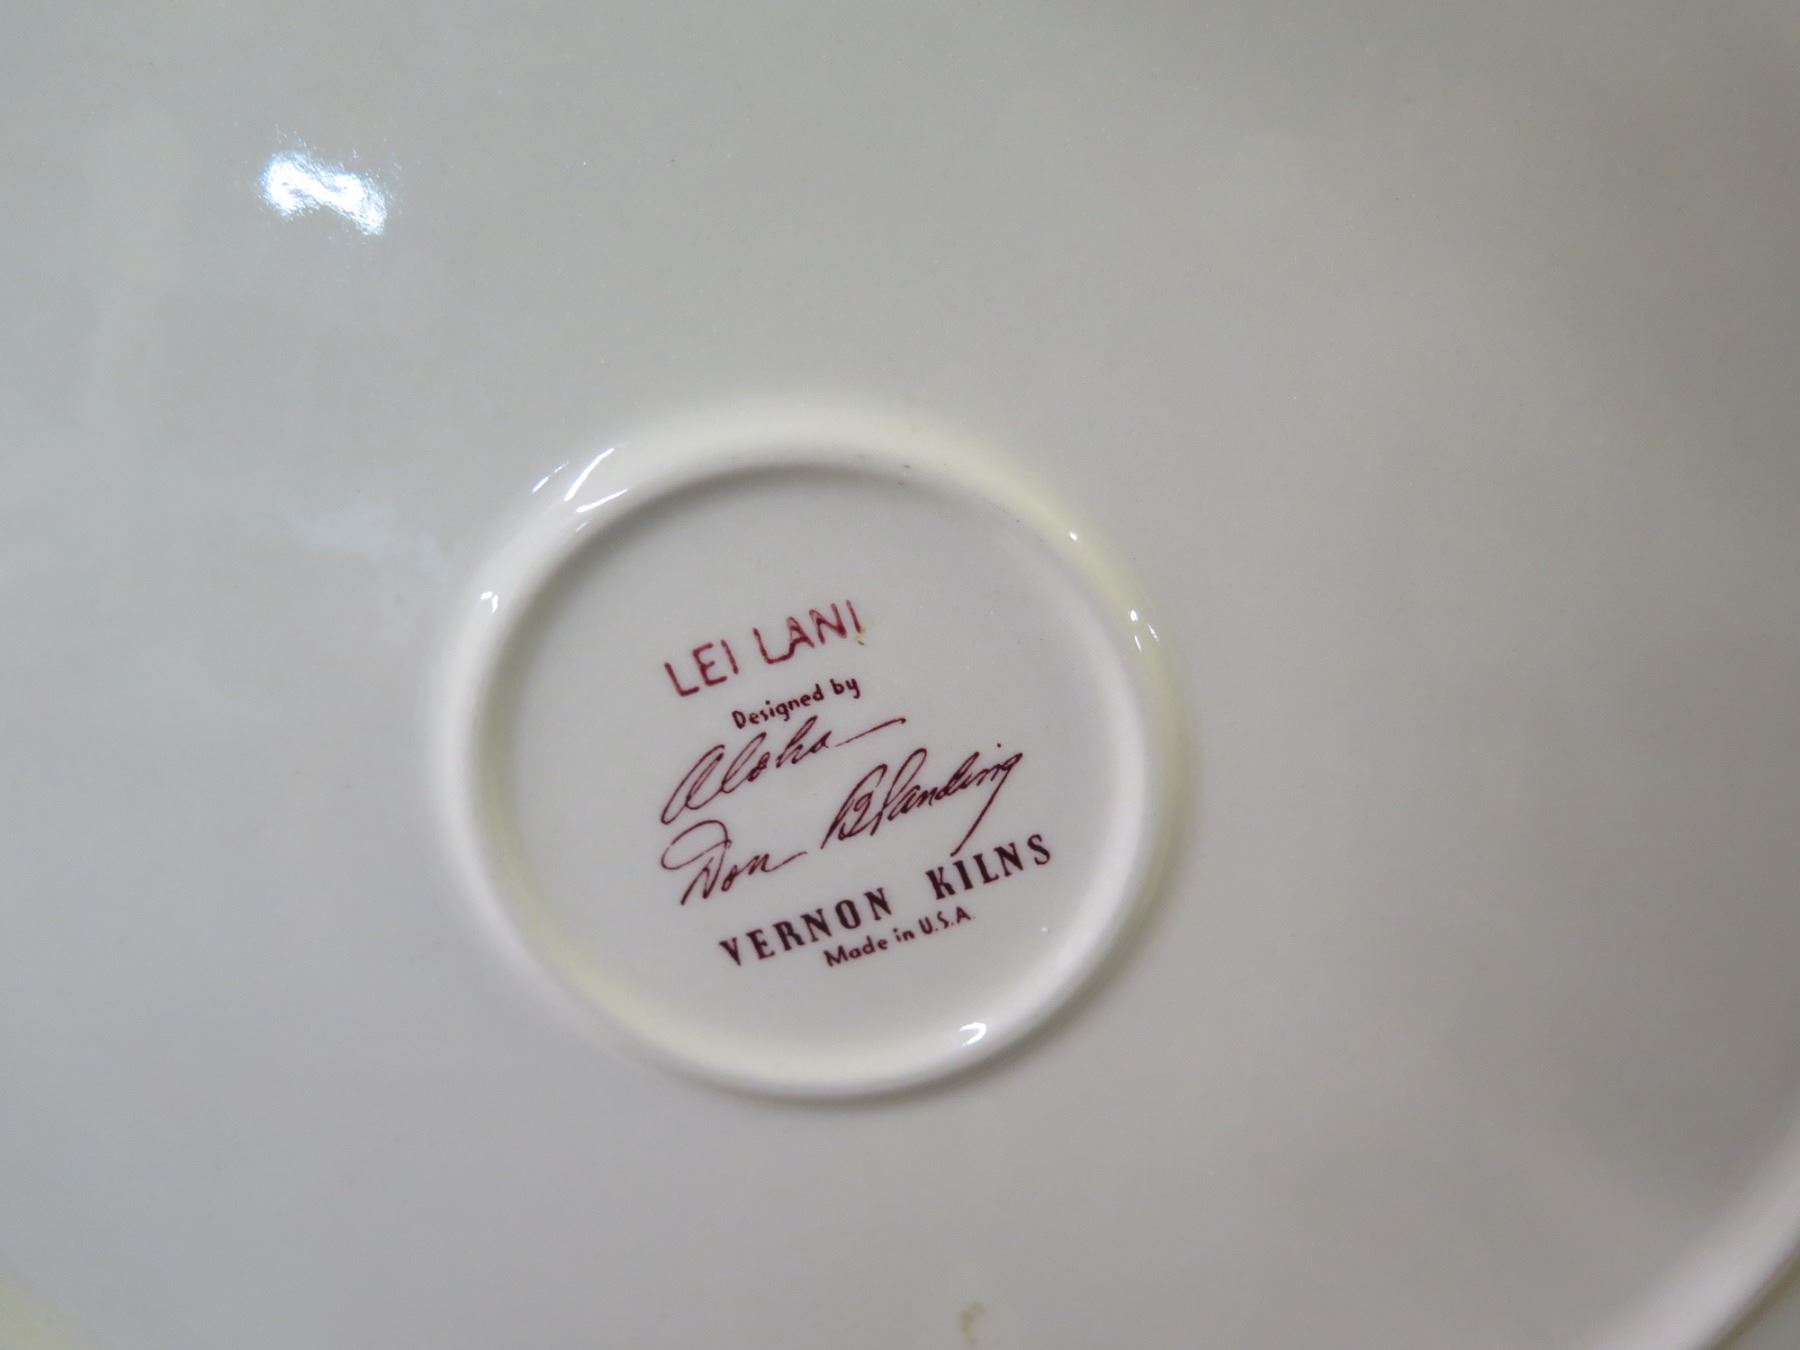 LEI LANI
Designed by
Aloha
Don Blanding
VERNON KILNS
Made in U.S.A.